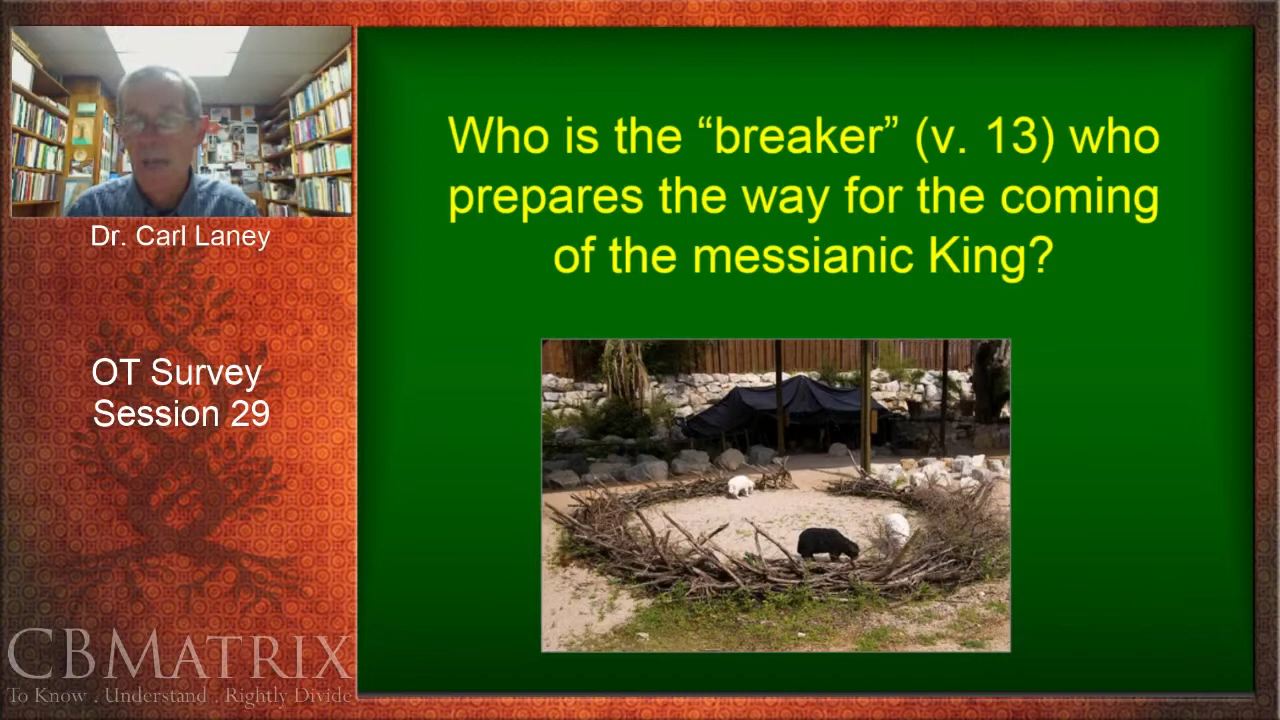 Who is the “breaker” (v. 13) who
prepares the way for the coming
of the messianic King?
Dr. Carl Laney
OT Survey
Session 29
CBMATRIX
To Know . Understand . Rightly Divide